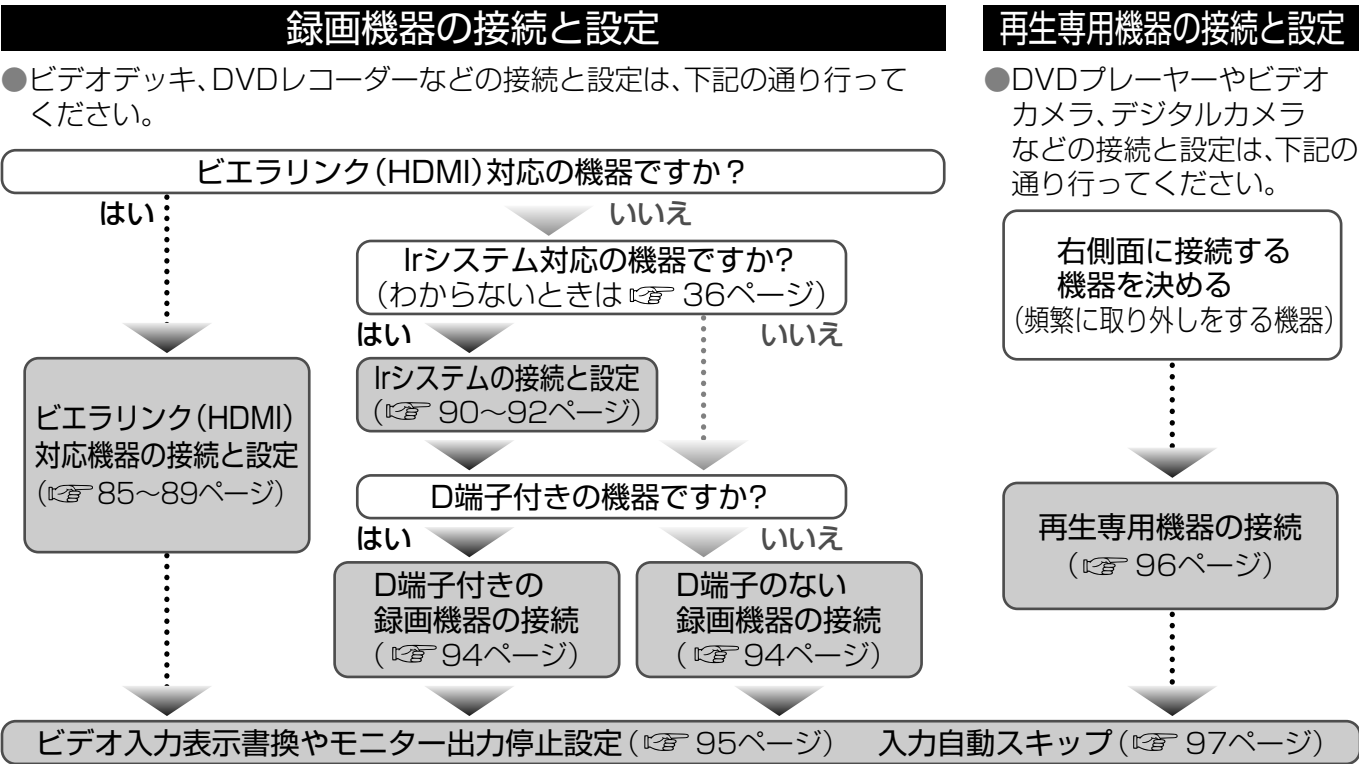 録画機器の接続と設定
●ビデオデッキ、DVDレコーダーなどの接続と設定は、下記の通り行って
ください。
ビエラリンク(HDMI)対応の機器ですか?
はい
いいえ
Irシステム対応の機器ですか?
(わからないときは ☞ 36ページ)
はい
いいえ
ビエラリンク(HDMI)
対応機器の接続と設定
(☞ 85～89ページ)
Irシステムの接続と設定
(☞ 90～92ページ)
D端子付きの機器ですか?
はい
いいえ
D端子付きの
録画機器の接続
(☞ 94ページ)
D端子のない
録画機器の接続
(☞ 94ページ)
再生専用機器の接続と設定
●DVDプレーヤーやビデオ
カメラ、デジタルカメラ
などの接続と設定は、下記の
通り行ってください。
右側面に接続する
機器を決める
(頻繁に取り外しをする機器)
再生専用機器の接続
(☞ 96ページ)
ビデオ入力表示書換やモニター出力停止設定(☞ 95ページ) 入力自動スキップ(☞ 97ページ)